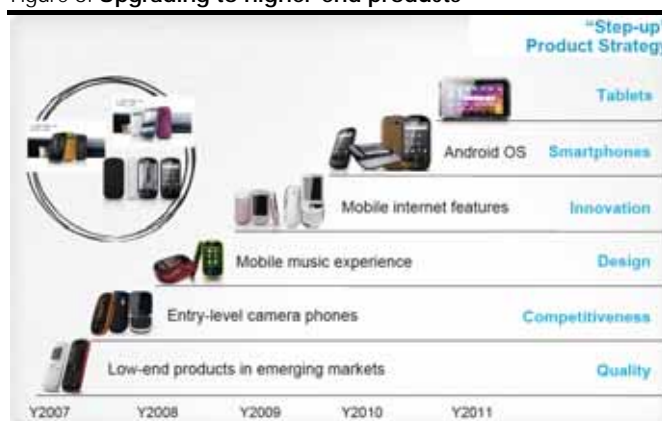 Figure 3: Upgrading to higher-end products
"Step-up"
Product Strategy
Tablets
Android OS Smartphones
Mobile internet features Innovation
Mobile music experience Design
Entry-level camera phones Competitiveness
Low-end products in emerging markets Quality
Y2007 Y2008 Y2009 Y2010 Y2011